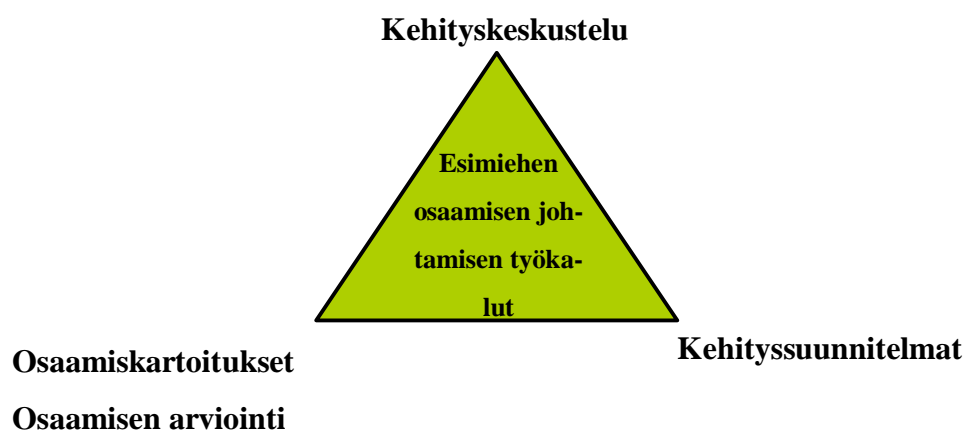 Kehityskeskustelu
Esimiehen
osaamisen joh-
tamisen työka-
lut
Kehityssuunnitelmat
Osaamiskartoitukset
Osaamisen arviointi